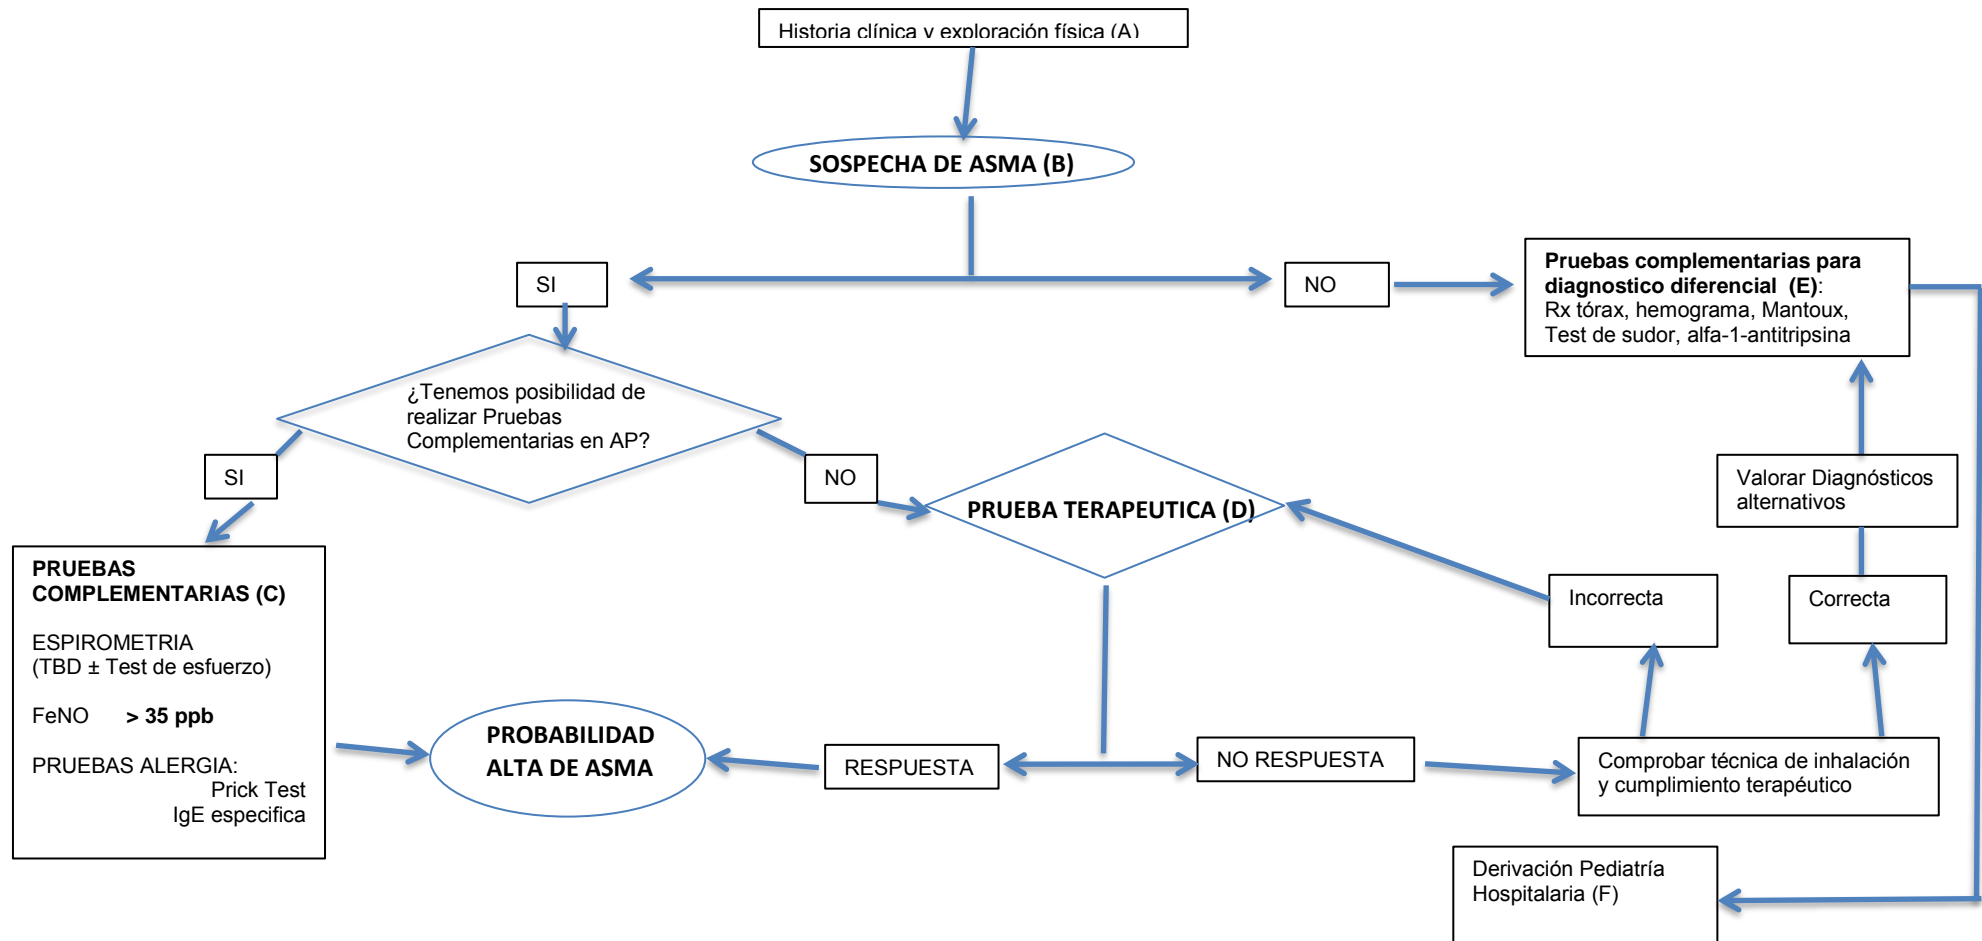 Historia clínica y exploración física (A)
SOSPECHA DE ASMA (B)
SI
NO
Pruebas complementarias para
diagnostico diferencial (E):
Rx tórax, hemograma, Mantoux,
Test de sudor, alfa-1-antitripsina
¿Tenemos posibilidad de
realizar Pruebas
Complementarias en AP?
SI
NO
PRUEBA TERAPEUTICA (D)
Valorar Diagnósticos
alternativos
PRUEBAS
COMPLEMENTARIAS (C)
ESPIROMETRIA
(TBD ± Test de esfuerzo)
FeNO > 35 ppb
PRUEBAS ALERGIA:
Prick Test
IgE especifica
Incorrecta
Correcta
PROBABILIDAD
ALTA DE ASMA
RESPUESTA
NO RESPUESTA
Comprobar técnica de inhalación
y cumplimiento terapéutico
Derivación Pediatría
Hospitalaria (F)